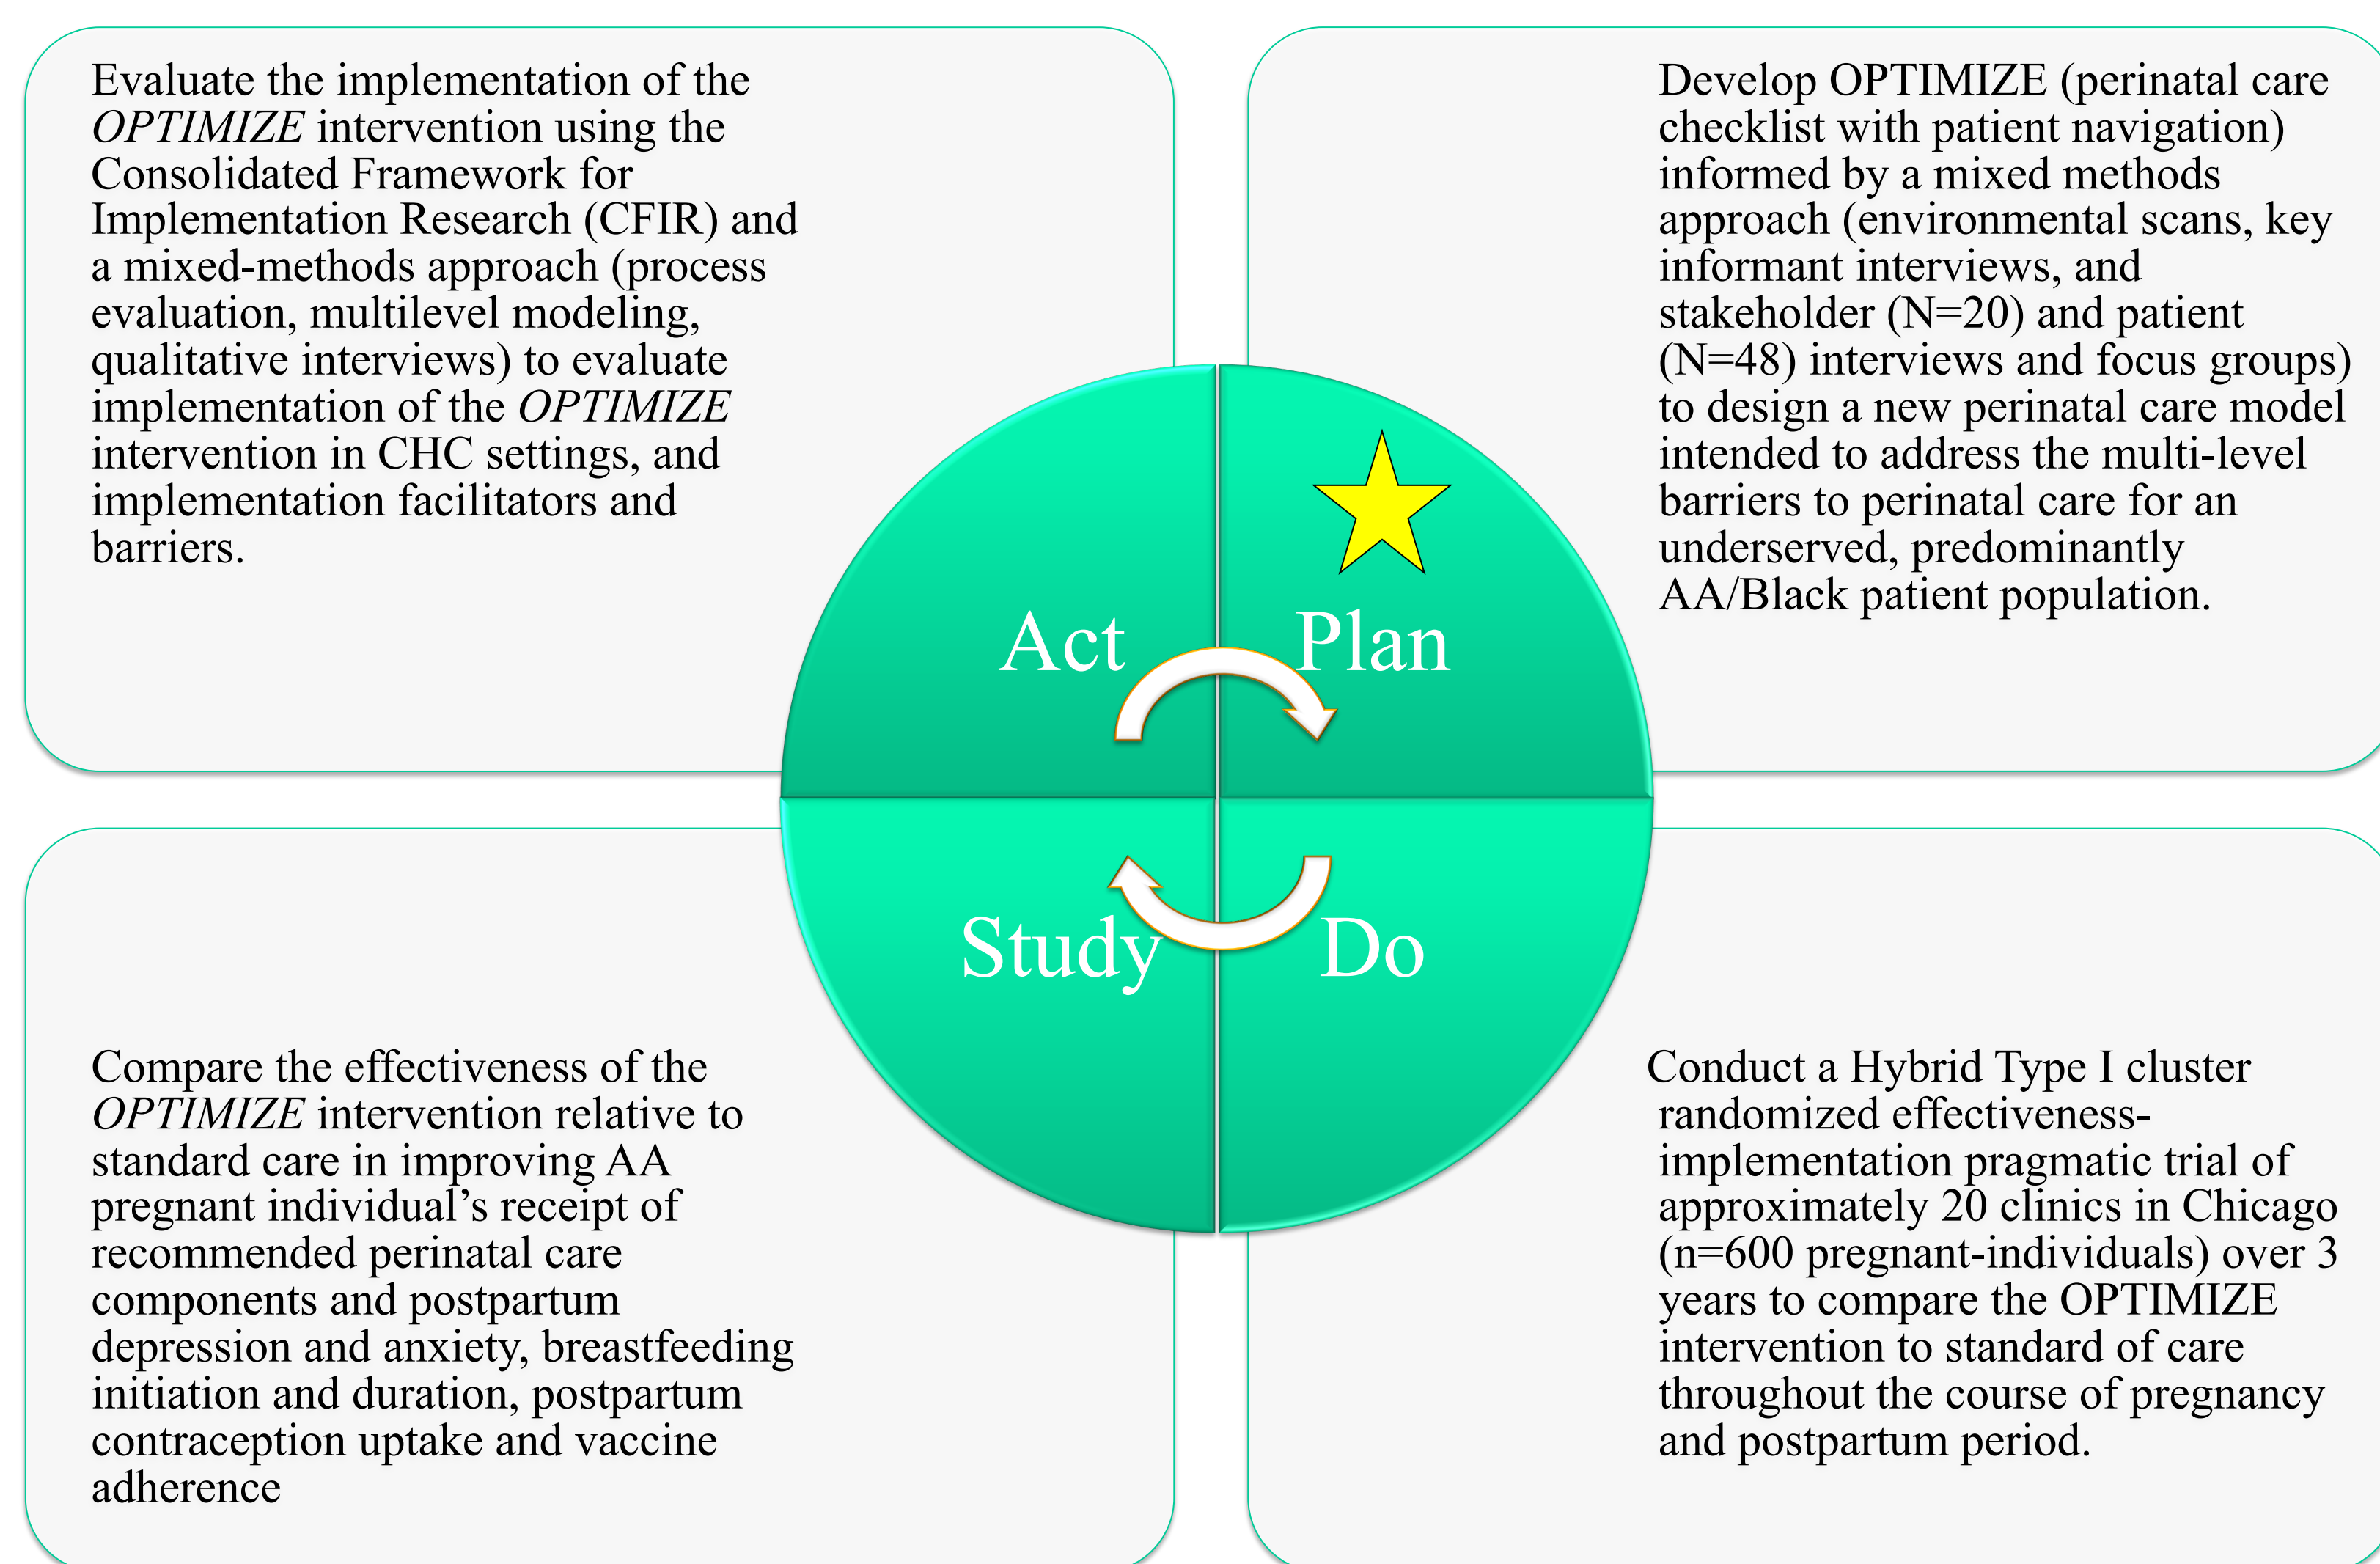 Evaluate the implementation of the
OPTIMIZE intervention using the
Consolidated Framework for
Implementation Research (CFIR) and
a mixed-methods approach (process
evaluation, multilevel modeling,
qualitative interviews) to evaluate
implementation of the OPTIMIZE
intervention in CHC settings, and
implementation facilitators and
barriers.
Develop OPTIMIZE (perinatal care
checklist with patient navigation)
informed by a mixed methods
approach (environmental scans, key
informant interviews, and
stakeholder (N=20) and patient
(N=48) interviews and focus groups)
to design a new perinatal care model
intended to address the multi-level
barriers to perinatal care for an
underserved, predominantly
AA/Black patient population.
Act
Plan
Study
Do
Compare the effectiveness of the
OPTIMIZE intervention relative to
standard care in improving AA
pregnant individual’s receipt of
recommended perinatal care
components and postpartum
depression and anxiety, breastfeeding
initiation and duration, postpartum
contraception uptake and vaccine
adherence
Conduct a Hybrid Type I cluster
randomized effectiveness-
implementation pragmatic trial of
approximately 20 clinics in Chicago
(n=600 pregnant-individuals) over 3
years to compare the OPTIMIZE
intervention to standard of care
throughout the course of pregnancy
and postpartum period.